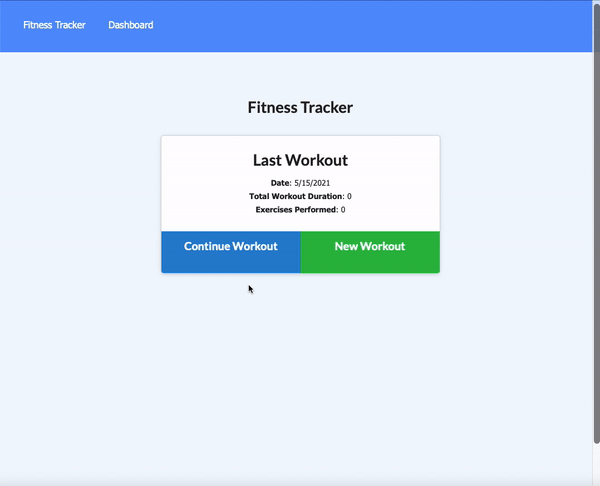 Fitness Tracker Dashboard
Fitness Tracker
Last Workout
Date: 5/15/2021
Total Workout Duration: 0
Exercises Performed: 0
Continue Workout New Workout